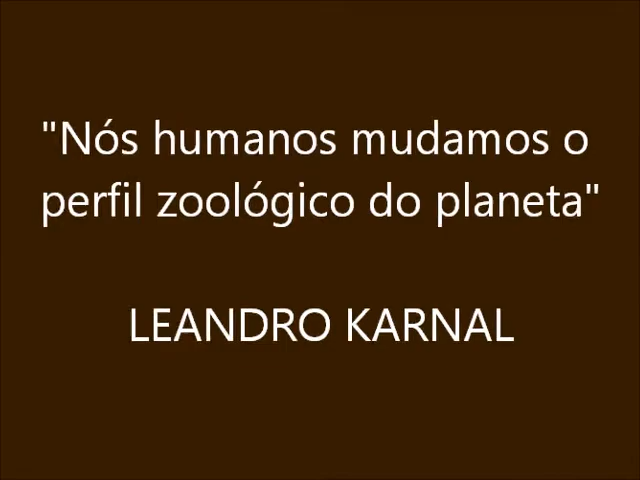 "Nós humanos mudamos o
perfil zoológico do planeta"
LEANDRO KARNAL